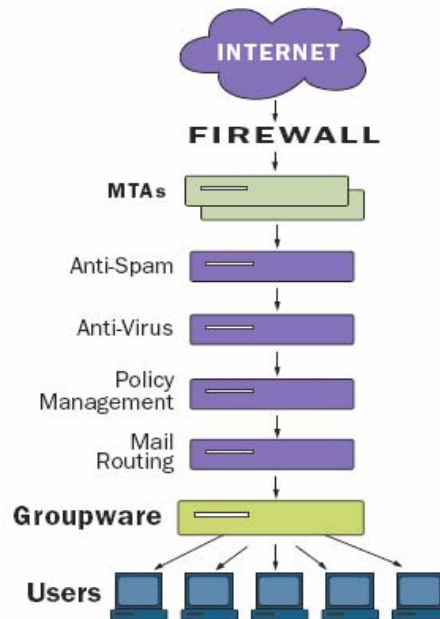 INTERNET
FIREWALL
MTAs
Anti-Spam
Anti-Virus
Policy
Management
Mail
Routing
Groupware
Users